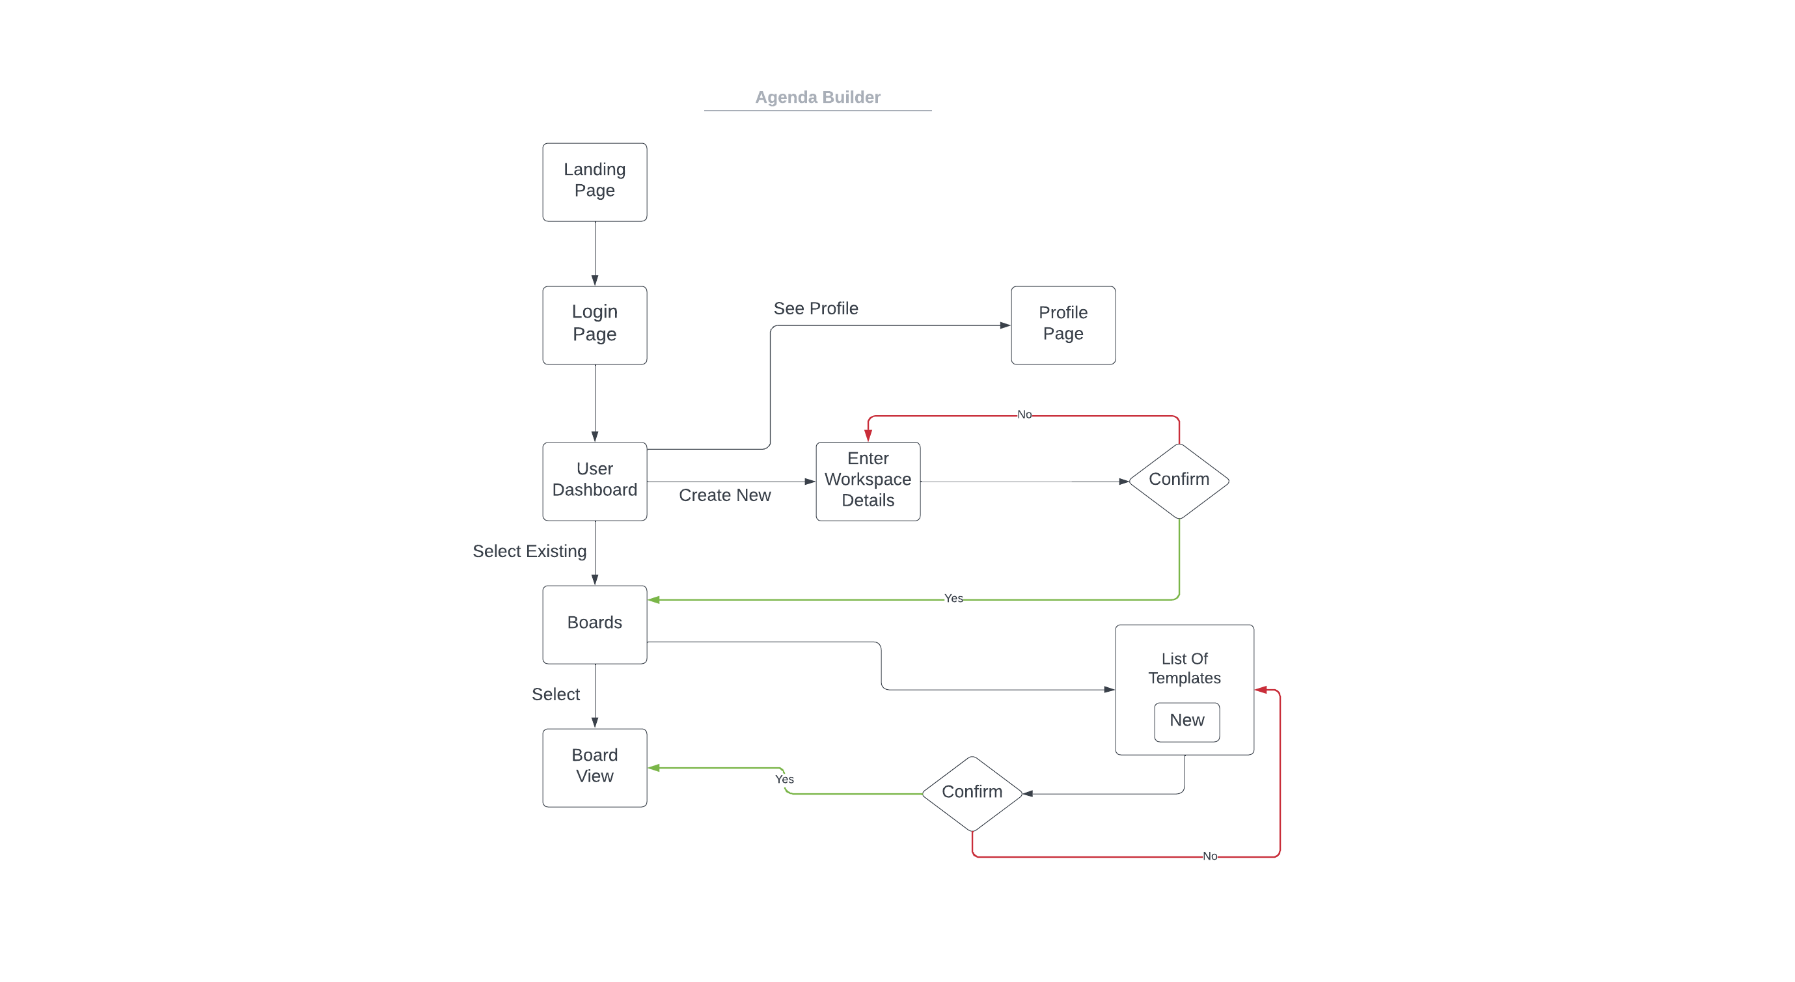 Agenda Builder
Landing
Page
Login
Page
See Profile
Profile
Page
No
User
Dashboard
Create New
Enter
Workspace
Details
Confirm
Select Existing
Yes
Boards
List Of
Templates
New
Select
Board
View
Yes
Confirm
No